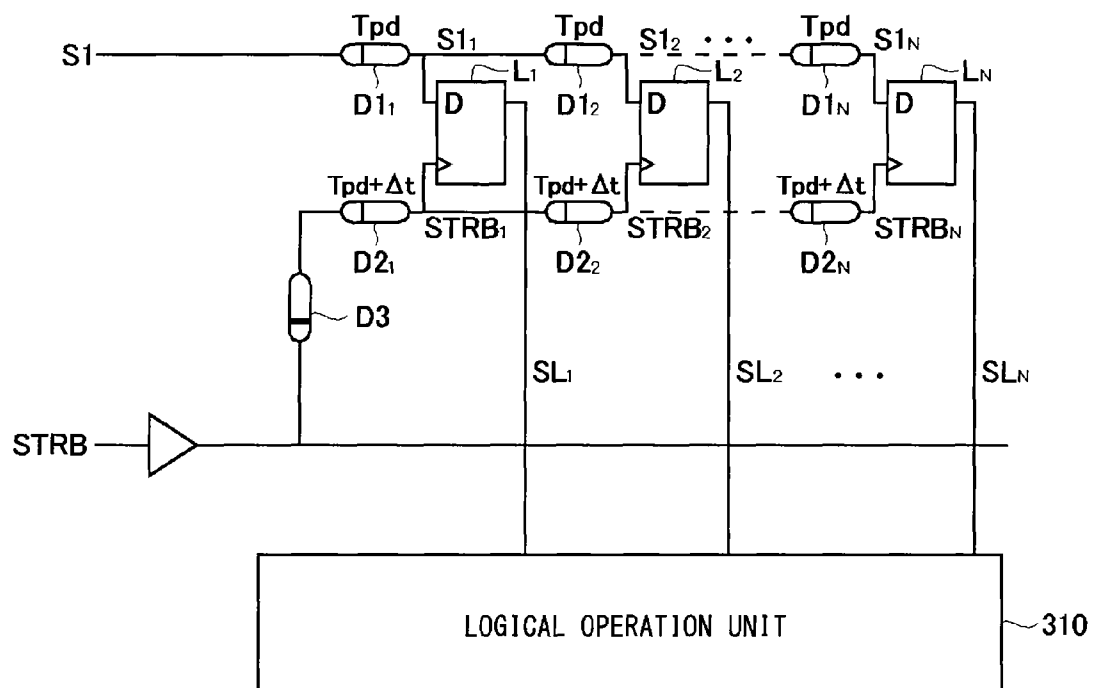 Tpd Tpd Tpd
S1 S1₁ S1₂ ··· S1N
L₁ L₂ LN
D1₁ D1₂ D1N
D D D
Tpd+Δt Tpd+Δt Tpd+Δt
STRB₁ STRB₂ STRBN
D2₁ D2₂ D2N
D3
SL₁ SL₂ ··· SLN
STRB
LOGICAL OPERATION UNIT
310